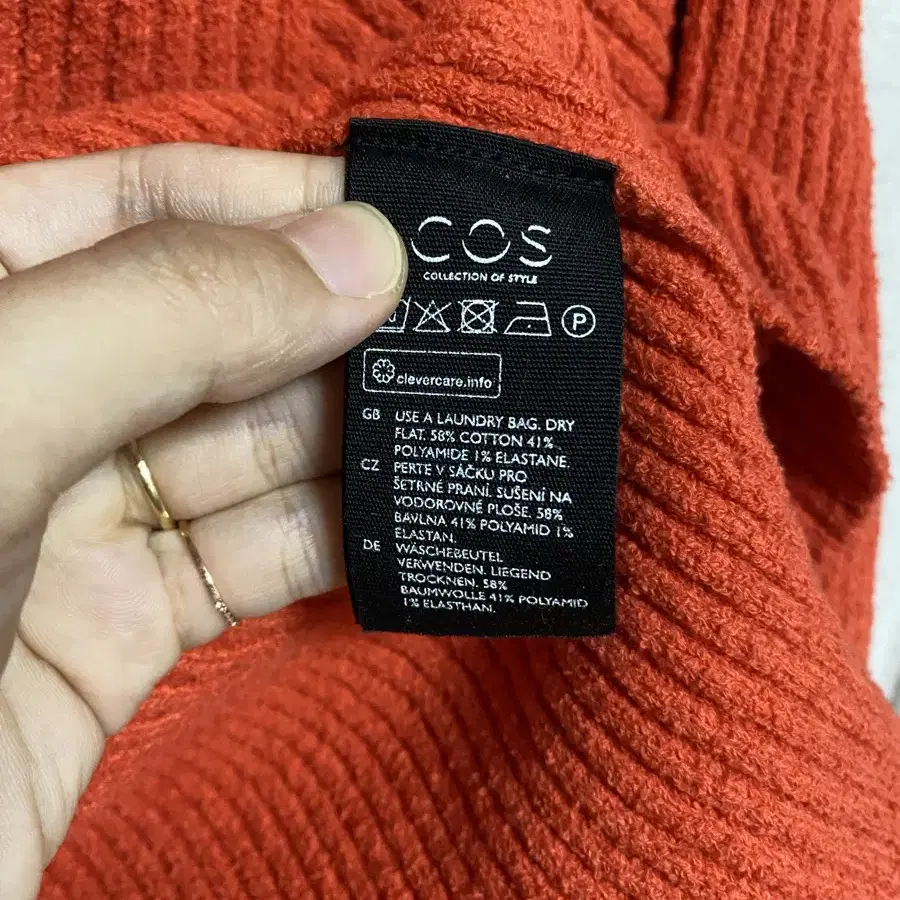 COS
COLLECTION OF STYLE
P
clevercare.info
GB USE A LAUNDRY BAG. DRY
FLAT. 58% COTTON 41%
POLYAMIDE 1% ELASTANE.
CZ PERTE V SÁČKU PRO
ŠETRNÉ PRANÍ. SUŠENÍ NA
VODOROVNÉ PLOŠE. 58%
BAVLNA 41% POLYAMID 1%
ELASTAN.
DE WÄSCHEBEUTEL
VERWENDEN. LIEGEND
TROCKNEN. 58%
BAUMWOLLE 41% POLYAMID
1% ELASTHAN.